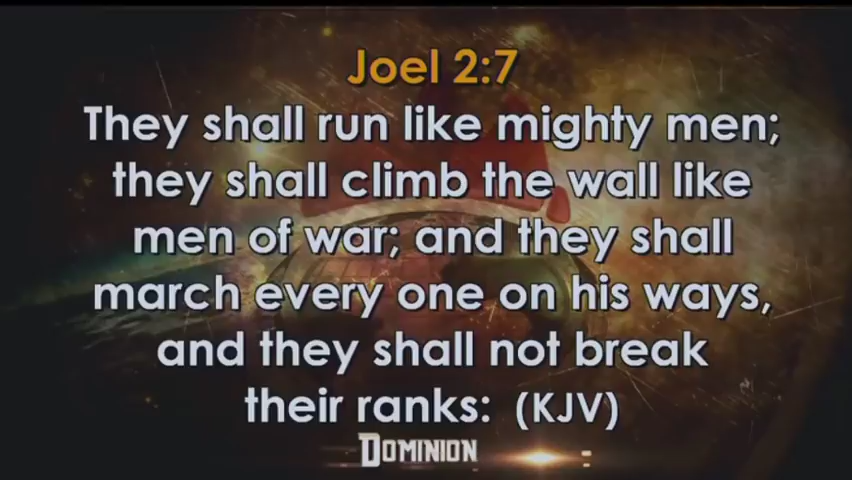 Joel 2:7
They shall run like mighty men;
they shall climb the wall like
men of war; and they shall
march every one on his ways,
and they shall not break
their ranks: (KJV)
DOMINION